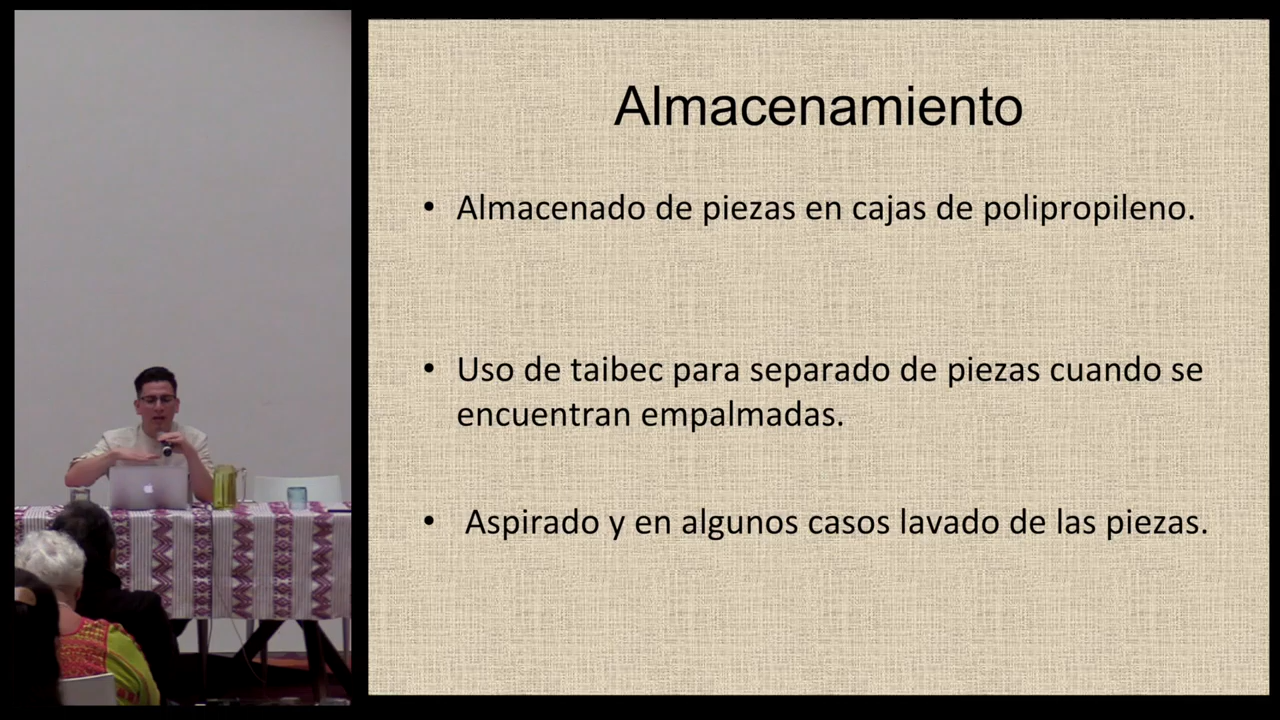 Almacenamiento
• Almacenado de piezas en cajas de polipropileno.
• Uso de taibec para separado de piezas cuando se
encuentran empalmadas.
• Aspirado y en algunos casos lavado de las piezas.